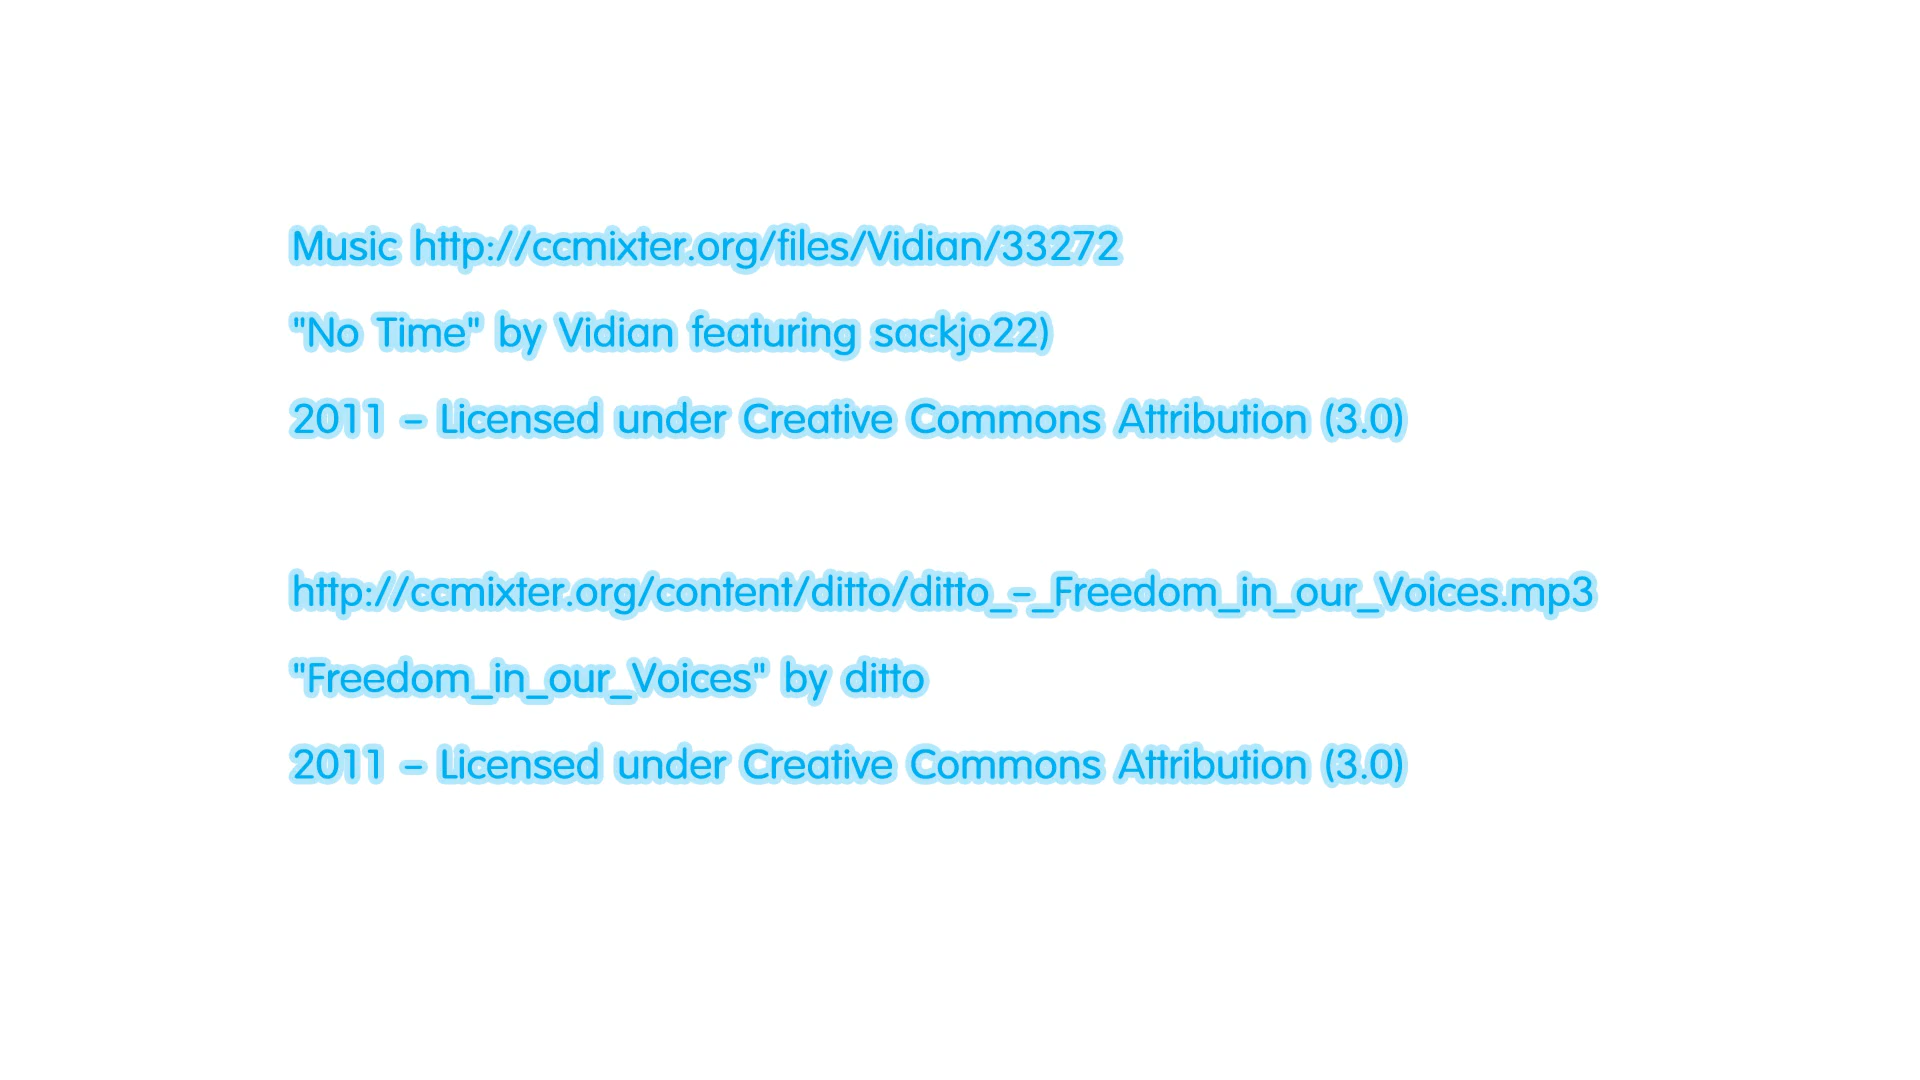 Music http://ccmixter.org/files/Vidian/33272
"No Time" by Vidian featuring sackjo22)
2011 – Licensed under Creative Commons Attribution (3.0)
http://ccmixter.org/content/ditto/ditto_-_Freedom_in_our_Voices.mp3
"Freedom_in_our_Voices" by ditto
2011 – Licensed under Creative Commons Attribution (3.0)